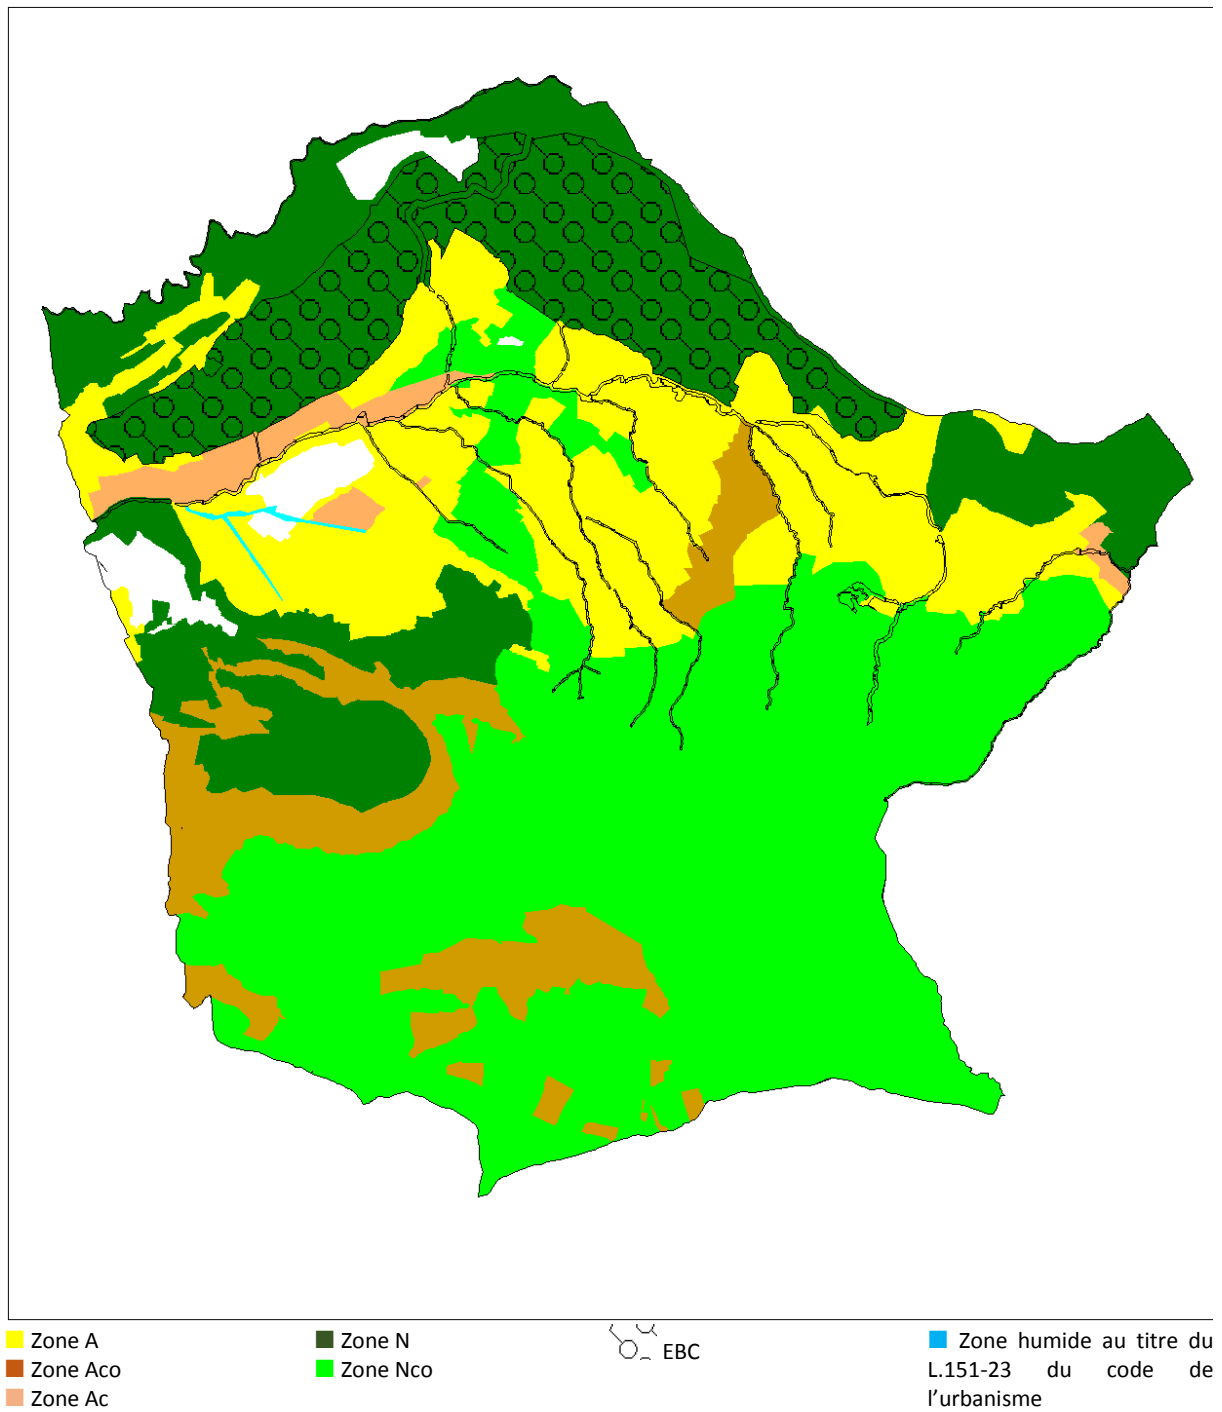 Zone A
Zone Aco
Zone Ac
Zone N
Zone Nco
EBC
Zone humide au titre du
L.151-23 du code de
l’urbanisme